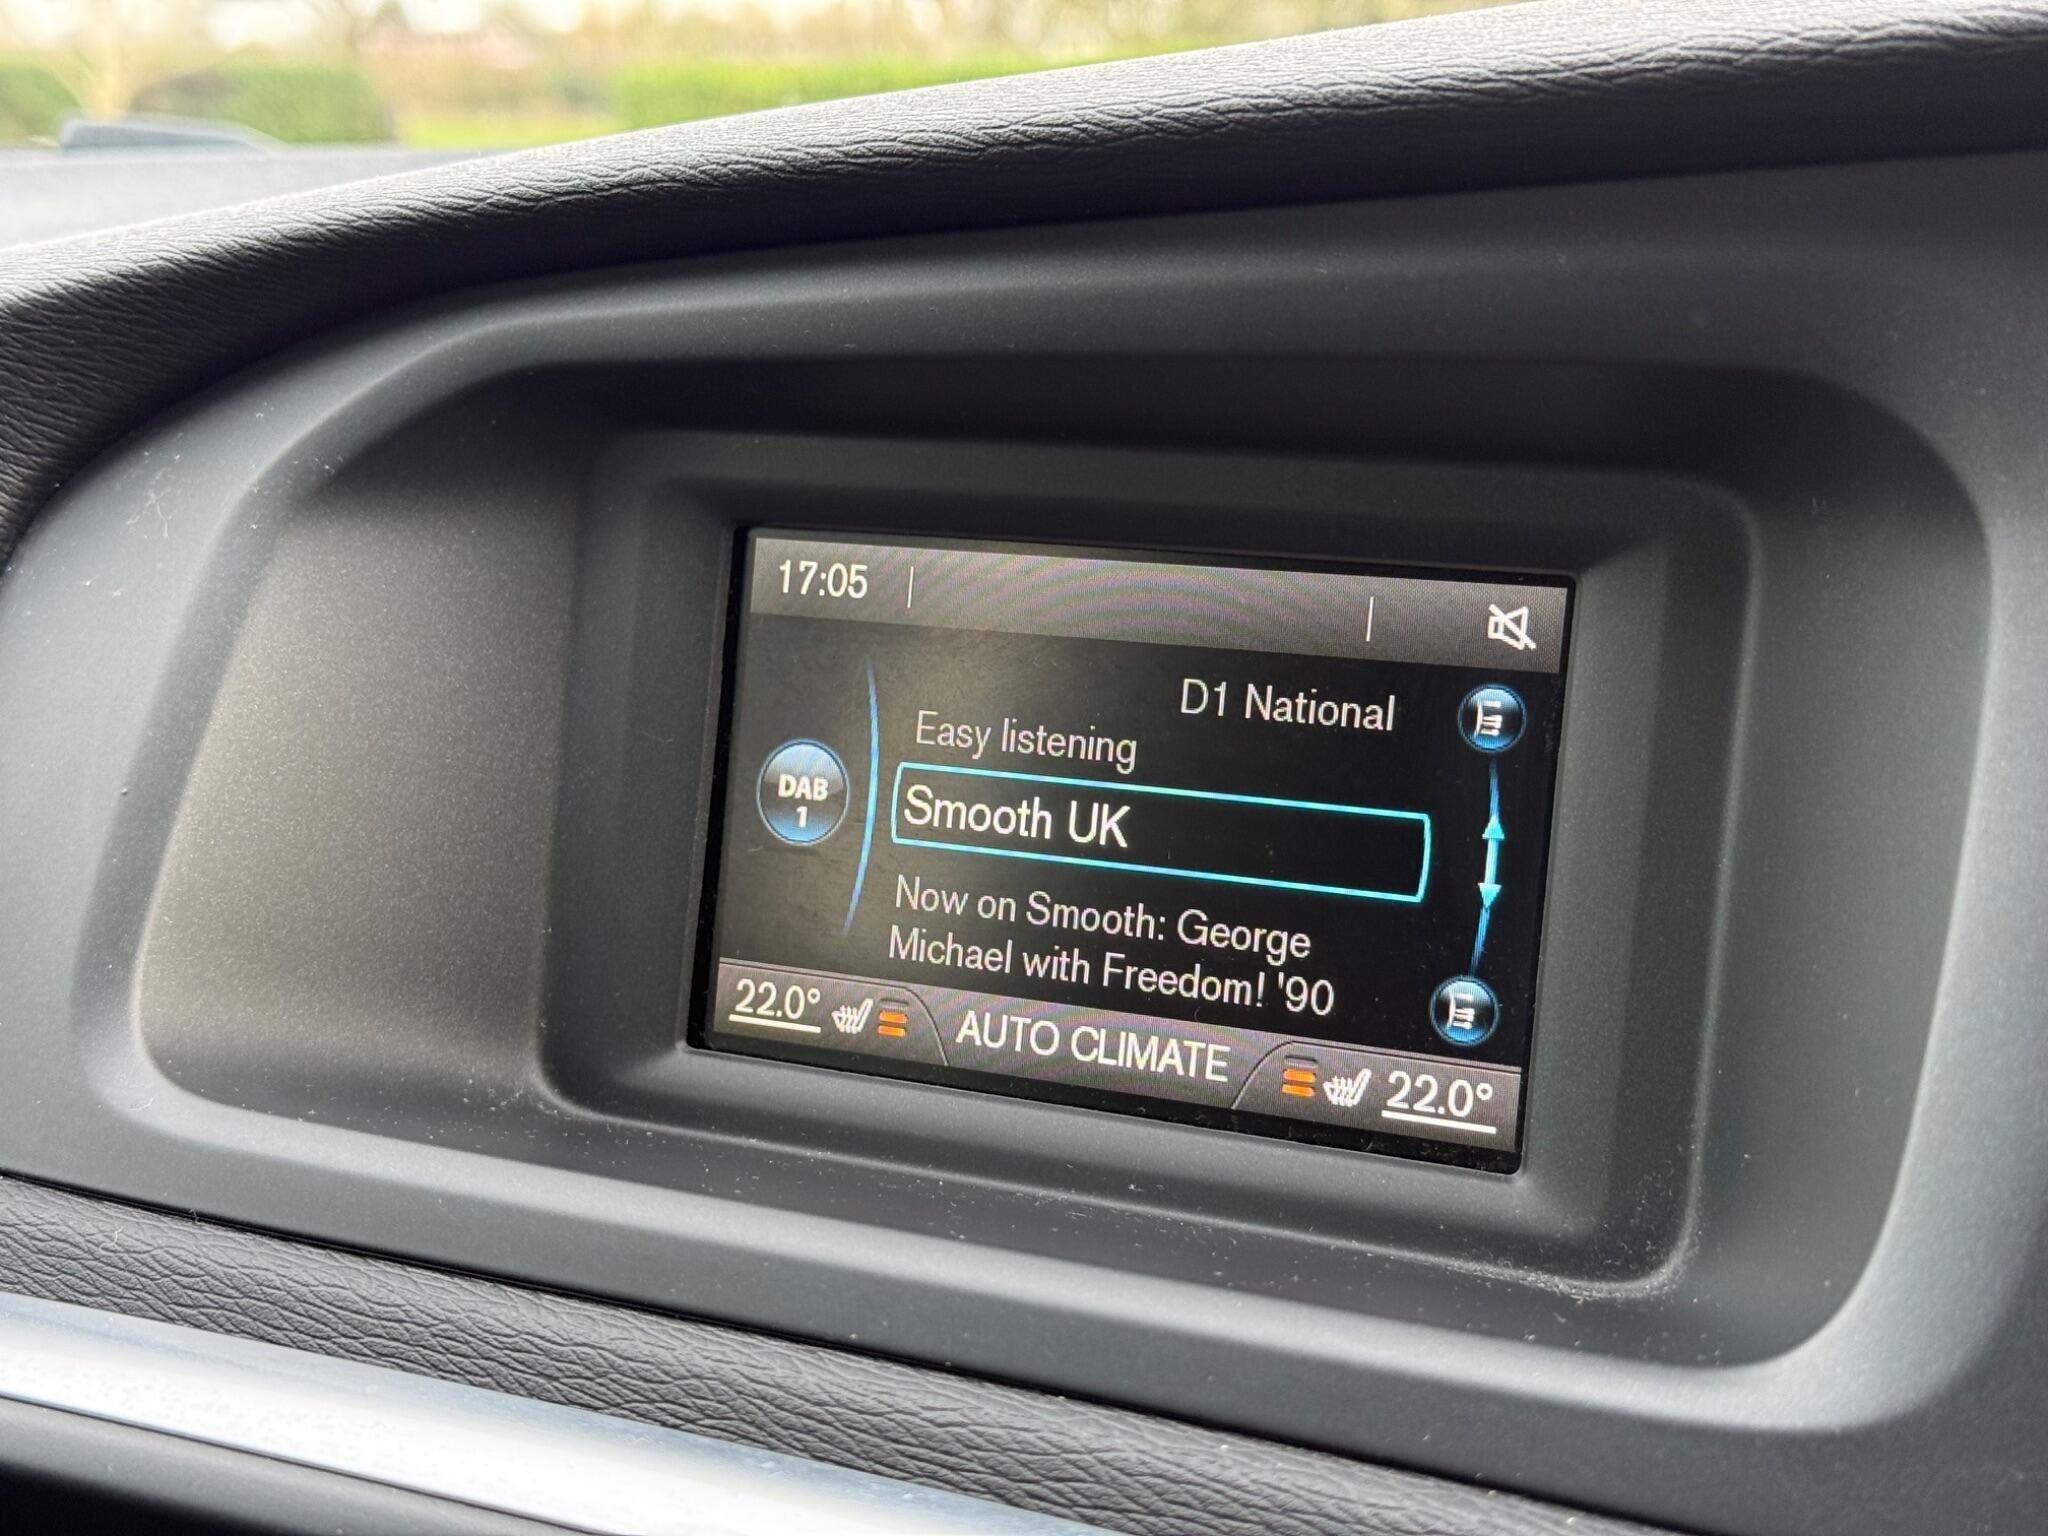 17:05
D1 National
Easy listening
DAB
1
Smooth UK
Now on Smooth: George
Michael with Freedom! '90
22.0°
AUTO CLIMATE
22.0°